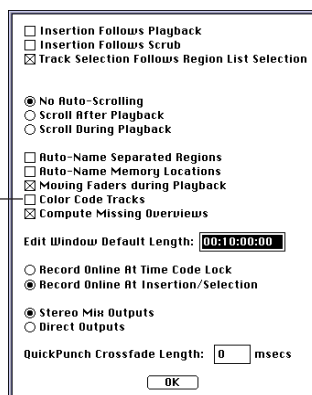 Insertion Follows Playback
Insertion Follows Scrub
Track Selection Follows Region List Selection
No Auto-Scrolling
Scroll After Playback
Scroll During Playback
Auto-Name Separated Regions
Auto-Name Memory Locations
Moving Faders during Playback
Color Code Tracks
Compute Missing Overviews
Edit Window Default Length: 00:10:00:00
Record Online At Time Code Lock
Record Online At Insertion/Selection
Stereo Mix Outputs
Direct Outputs
QuickPunch Crossfade Length: 0 msecs
OK